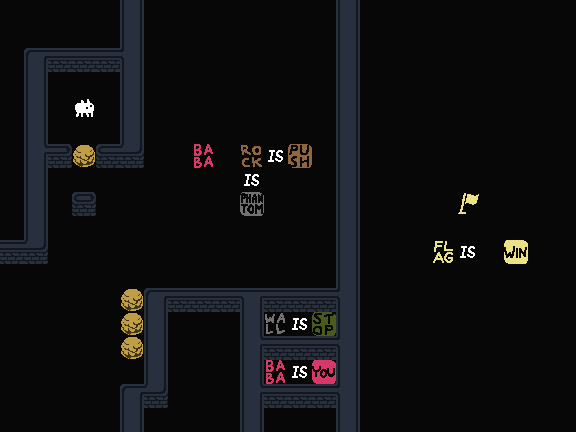 BABA ROCK IS PUSH
IS
PHANTOM
FLAG IS WIN
WALL IS STOP
BABA IS YOU